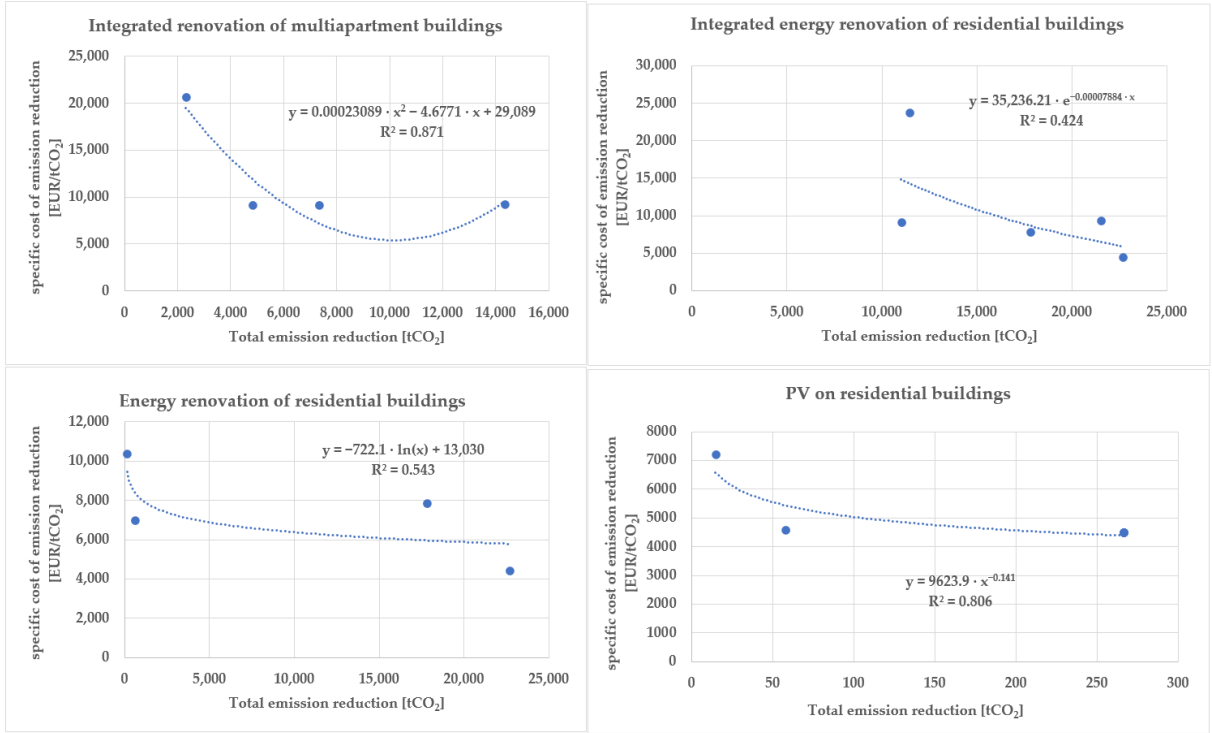 Integrated renovation of multiapartment buildings
specific cost of emission reduction
[EUR/tCO₂]
25,000
20,000
15,000
10,000
5,000
0
y = 0.00023089 · x² − 4.6771 · x + 29,089
R² = 0.871
0 2,000 4,000 6,000 8,000 10,000 12,000 14,000 16,000
Total emission reduction [tCO₂]
Integrated energy renovation of residential buildings
specific cost of emission reduction
[EUR/tCO₂]
30,000
25,000
20,000
15,000
10,000
5,000
0
y = 35,236.21 · e^−0.00007884 · x
R² = 0.424
0 5,000 10,000 15,000 20,000 25,000
Total emission reduction [tCO₂]
Energy renovation of residential buildings
specific cost of emission reduction
[EUR/tCO₂]
12,000
10,000
8,000
6,000
4,000
2,000
0
y = −722.1 · ln(x) + 13,030
R² = 0.543
0 5,000 10,000 15,000 20,000 25,000
Total emission reduction [tCO₂]
PV on residential buildings
specific cost of emission reduction
[EUR/tCO₂]
8000
7000
6000
5000
4000
3000
2000
1000
0
y = 9623.9 · x^−0.141
R² = 0.806
0 50 100 150 200 250 300
Total emission reduction [tCO₂]